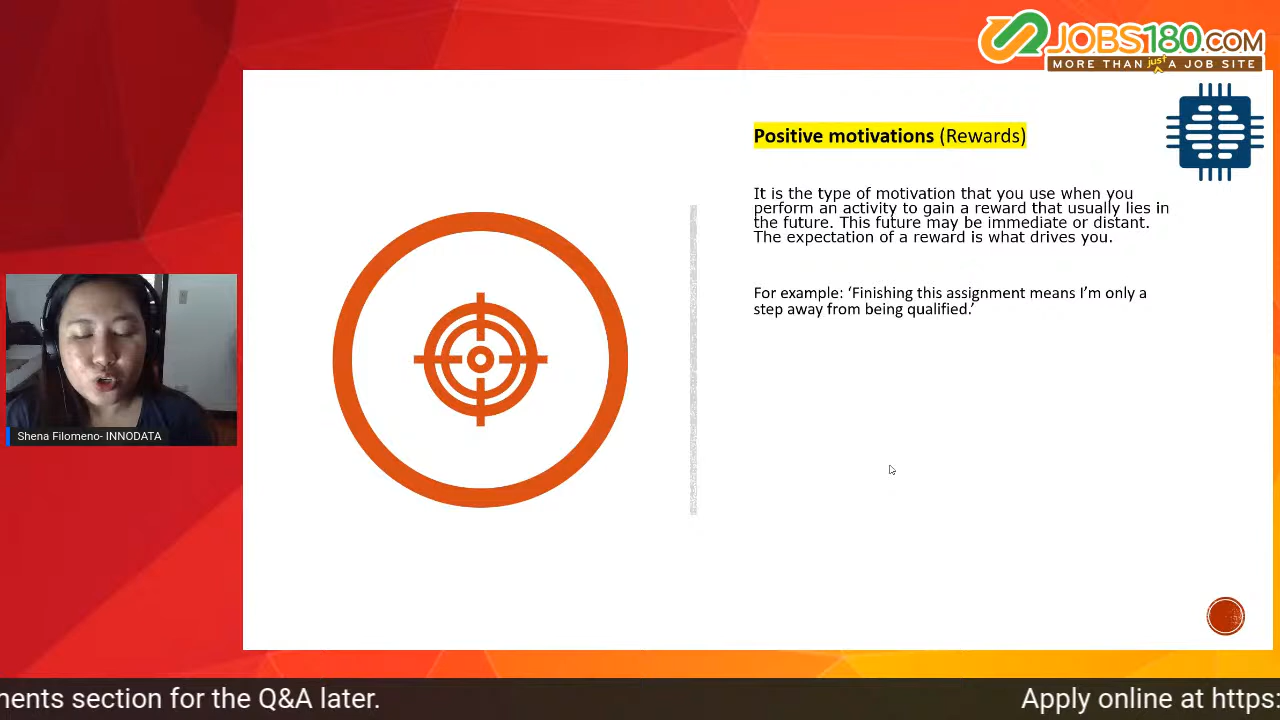 JOBS180.COM
MORE THAN just A JOB SITE
Positive motivations (Rewards)
It is the type of motivation that you use when you
perform an activity to gain a reward that usually lies in
the future. This future may be immediate or distant.
The expectation of a reward is what drives you.
For example: ‘Finishing this assignment means I’m only a
step away from being qualified.’
Shena Filomeno- INNODATA
ments section for the Q&A later.
Apply online at https: